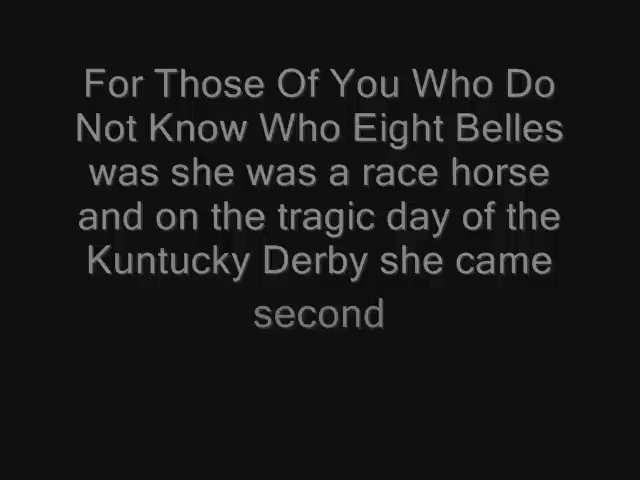 For Those Of You Who Do
Not Know Who Eight Belles
was she was a race horse
and on the tragic day of the
Kuntucky Derby she came
second